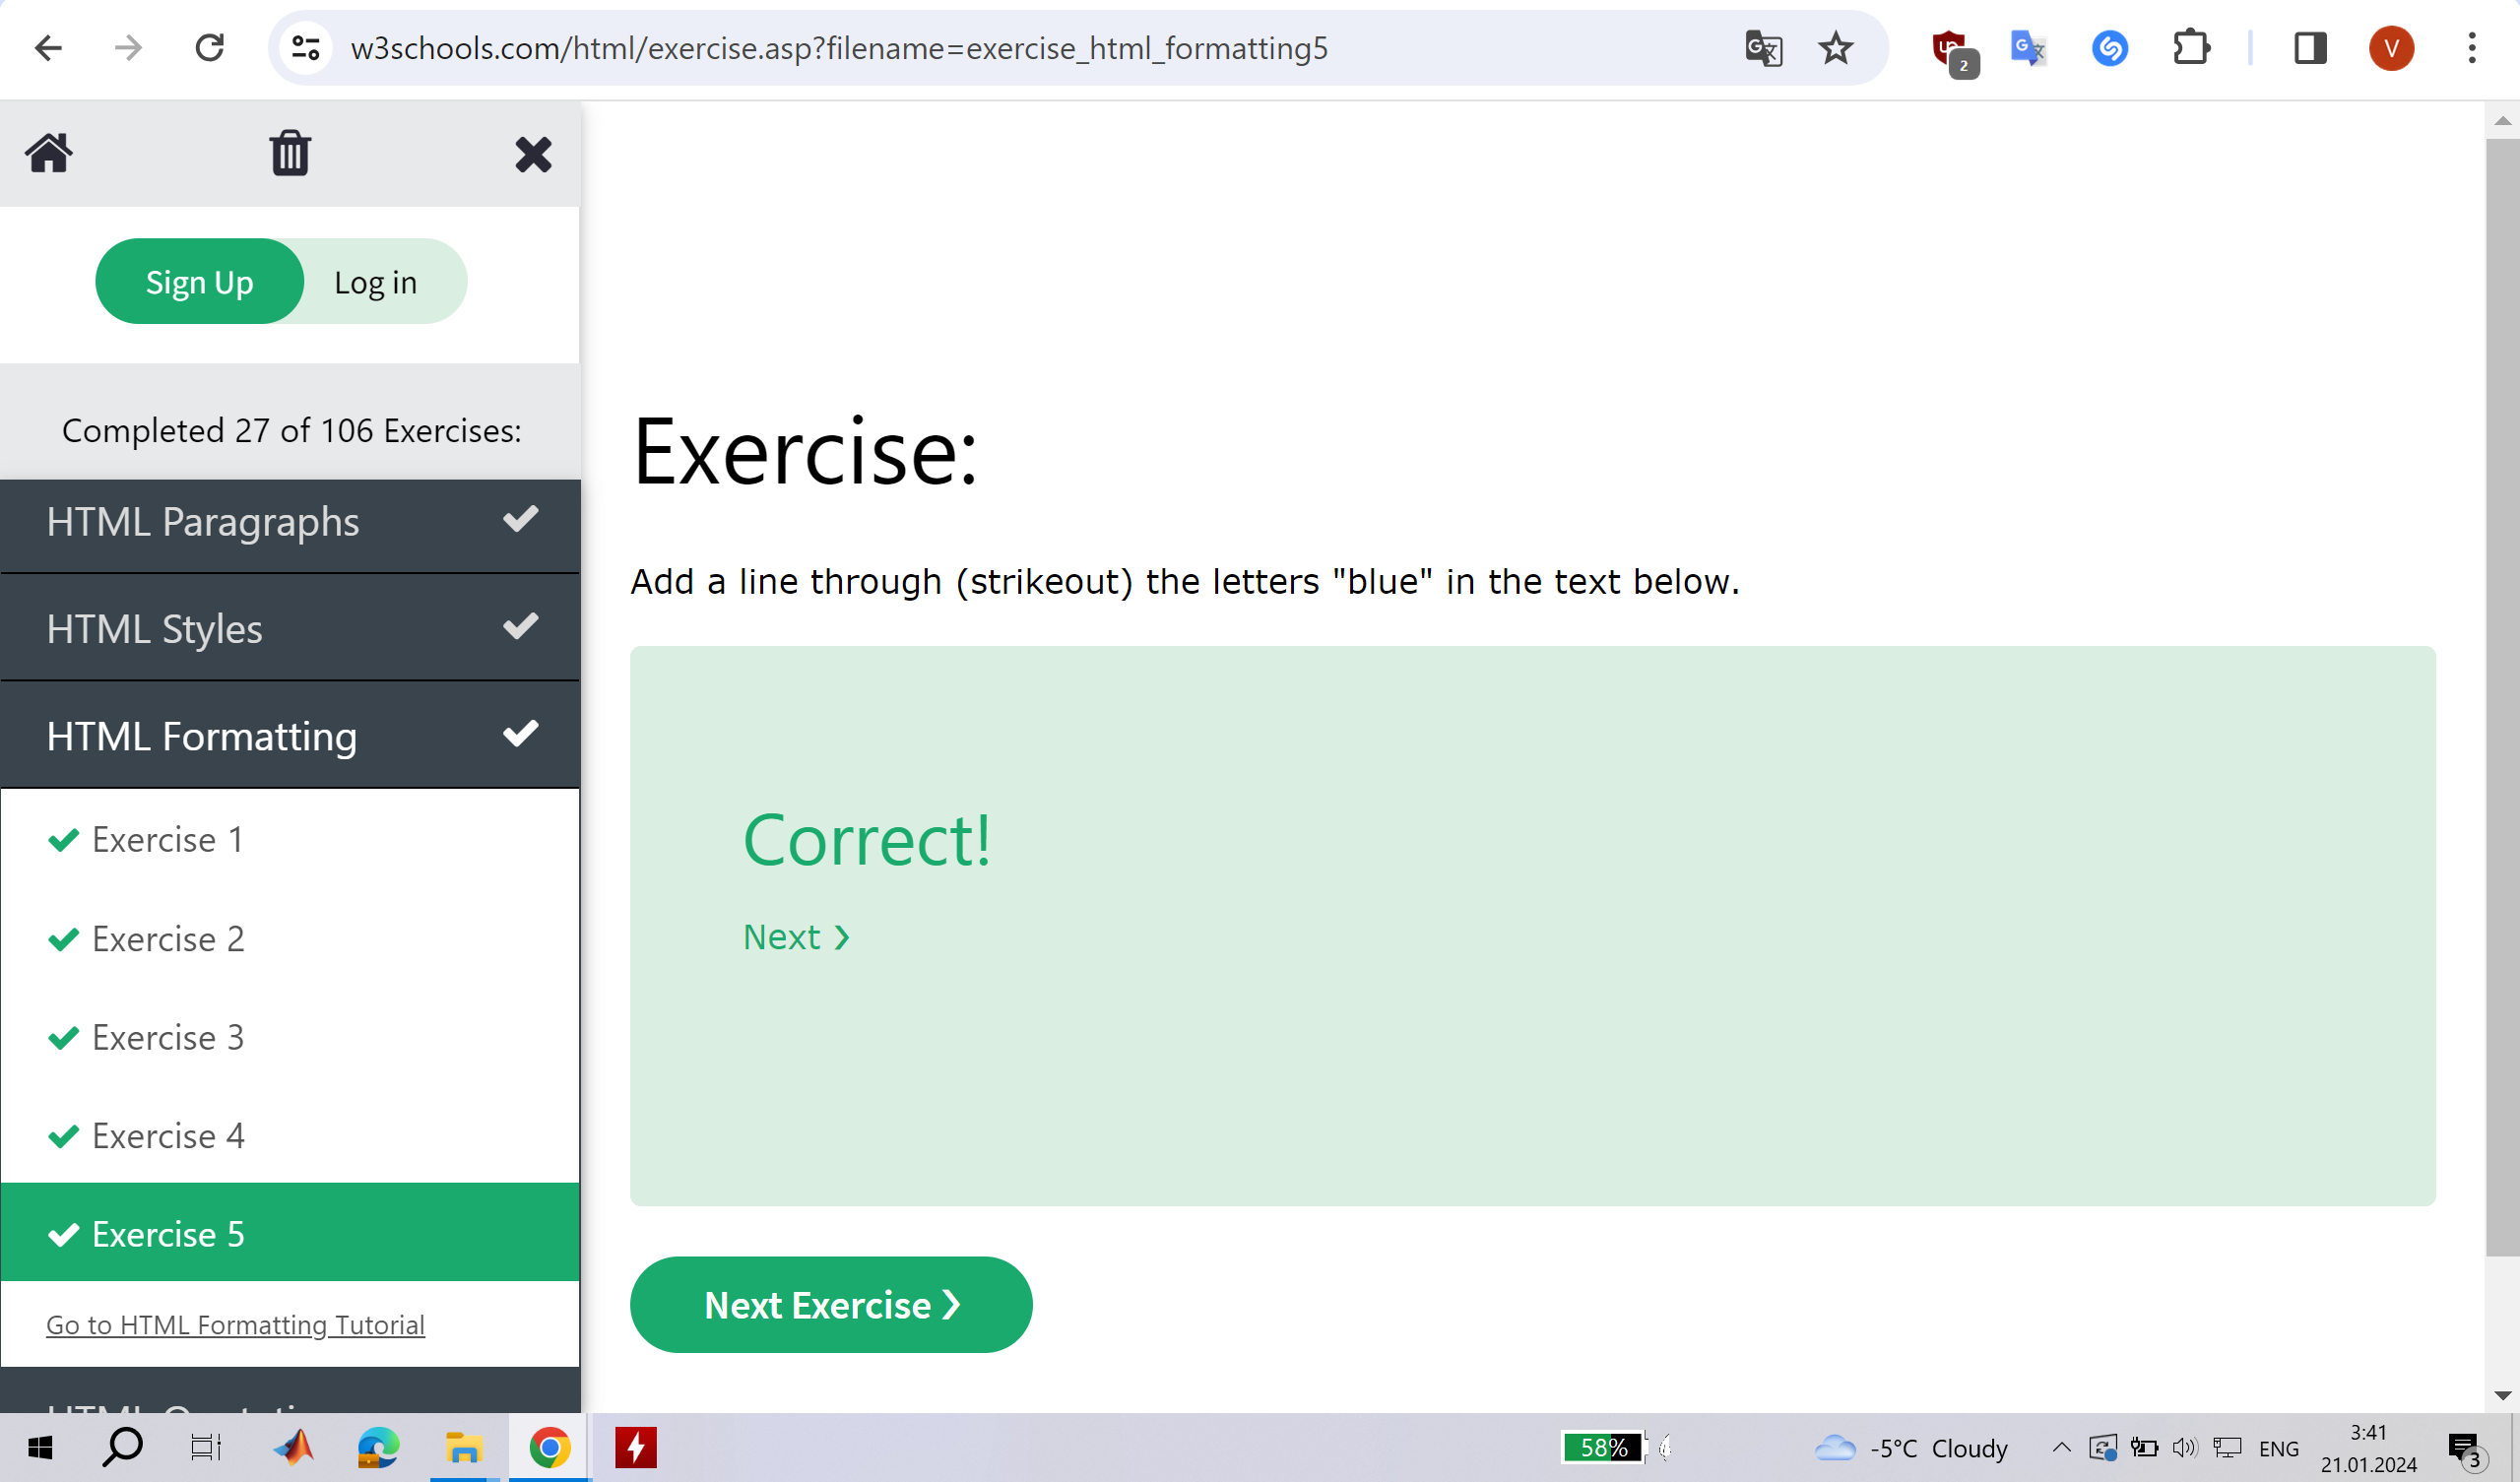 w3schools.com/html/exercise.asp?filename=exercise_html_formatting5
2
V
Sign Up
Log in
Completed 27 of 106 Exercises:
HTML Paragraphs
HTML Styles
HTML Formatting
Exercise 1
Exercise 2
Exercise 3
Exercise 4
Exercise 5
Go to HTML Formatting Tutorial
Exercise:
Add a line through (strikeout) the letters "blue" in the text below.
Correct!
Next ❯
Next Exercise ❯
58%
-5°C Cloudy
ENG
3:41
21.01.2024
3